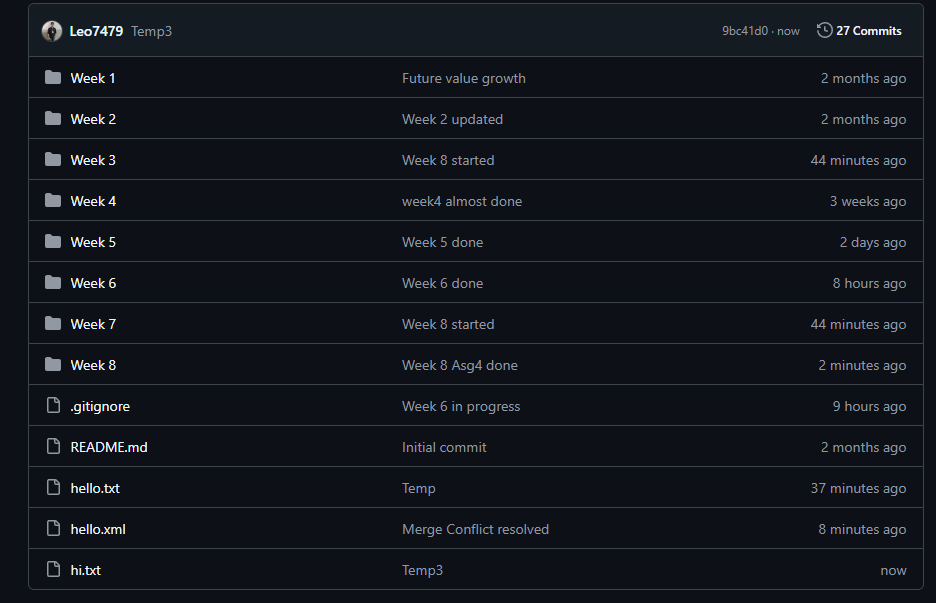 Leo7479 Temp3 9bc41d0 · now 27 Commits
Week 1 Future value growth 2 months ago
Week 2 Week 2 updated 2 months ago
Week 3 Week 8 started 44 minutes ago
Week 4 week4 almost done 3 weeks ago
Week 5 Week 5 done 2 days ago
Week 6 Week 6 done 8 hours ago
Week 7 Week 8 started 44 minutes ago
Week 8 Week 8 Asg4 done 2 minutes ago
.gitignore Week 6 in progress 9 hours ago
README.md Initial commit 2 months ago
hello.txt Temp 37 minutes ago
hello.xml Merge Conflict resolved 8 minutes ago
hi.txt Temp3 now